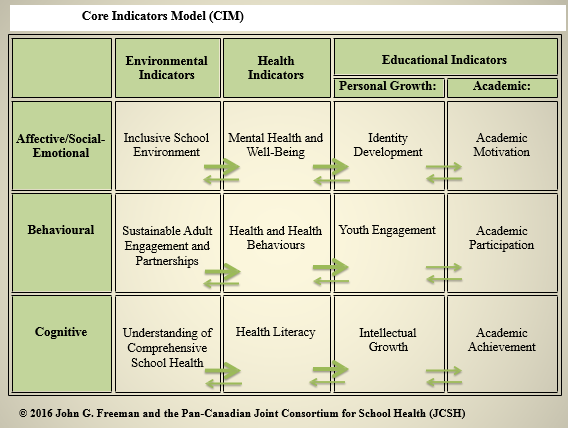 Core Indicators Model (CIM)
Environmental
Indicators
Health
Indicators
Educational Indicators
Personal Growth:
Academic:
Affective/Social-
Emotional
Inclusive School
Environment
Mental Health and
Well-Being
Identity
Development
Academic
Motivation
Behavioural
Sustainable Adult
Engagement and
Partnerships
Health and Health
Behaviours
Youth Engagement
Academic
Participation
Cognitive
Understanding of
Comprehensive
School Health
Health Literacy
Intellectual
Growth
Academic
Achievement
© 2016 John G. Freeman and the Pan-Canadian Joint Consortium for School Health (JCSH)